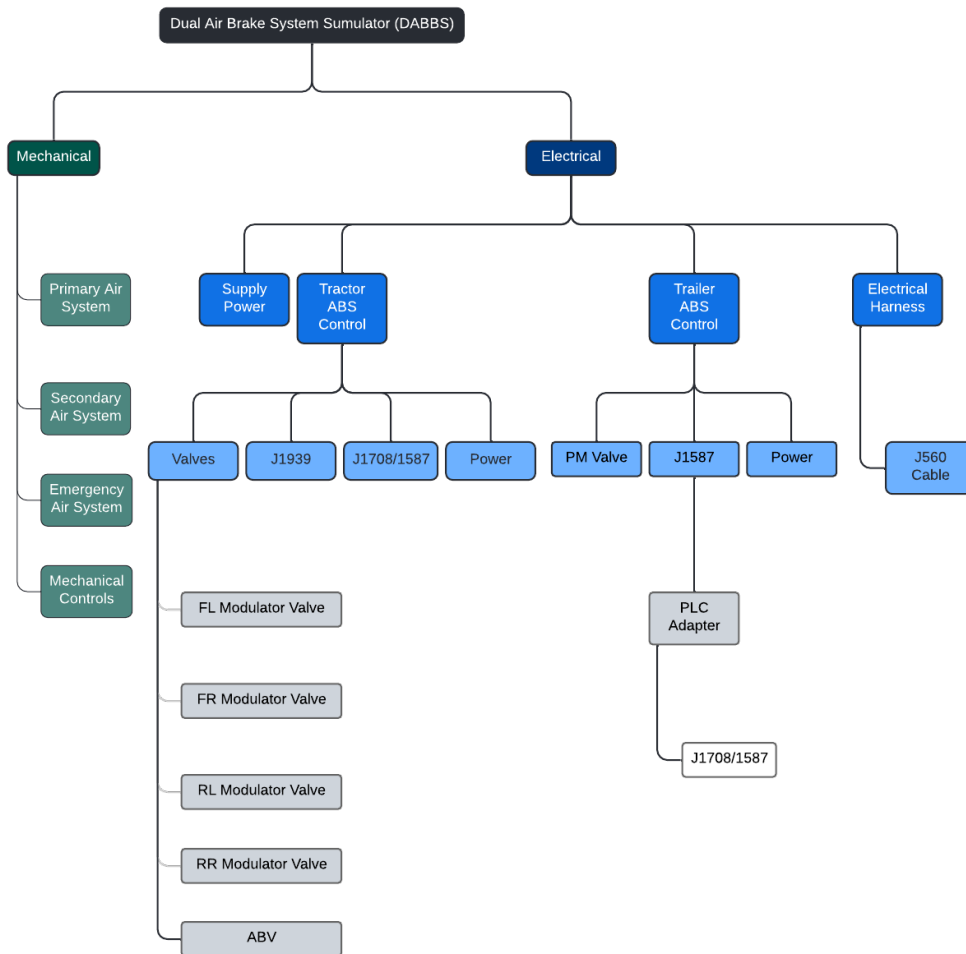 Dual Air Brake System Sumulator (DABBS)
Mechanical
Electrical
Primary Air
System
Supply
Power
Tractor
ABS
Control
Trailer
ABS
Control
Electrical
Harness
Secondary
Air System
Valves
J1939
J1708/1587
Power
PM Valve
J1587
Power
J560
Cable
Emergency
Air System
Mechanical
Controls
FL Modulator Valve
PLC
Adapter
FR Modulator Valve
J1708/1587
RL Modulator Valve
RR Modulator Valve
ABV